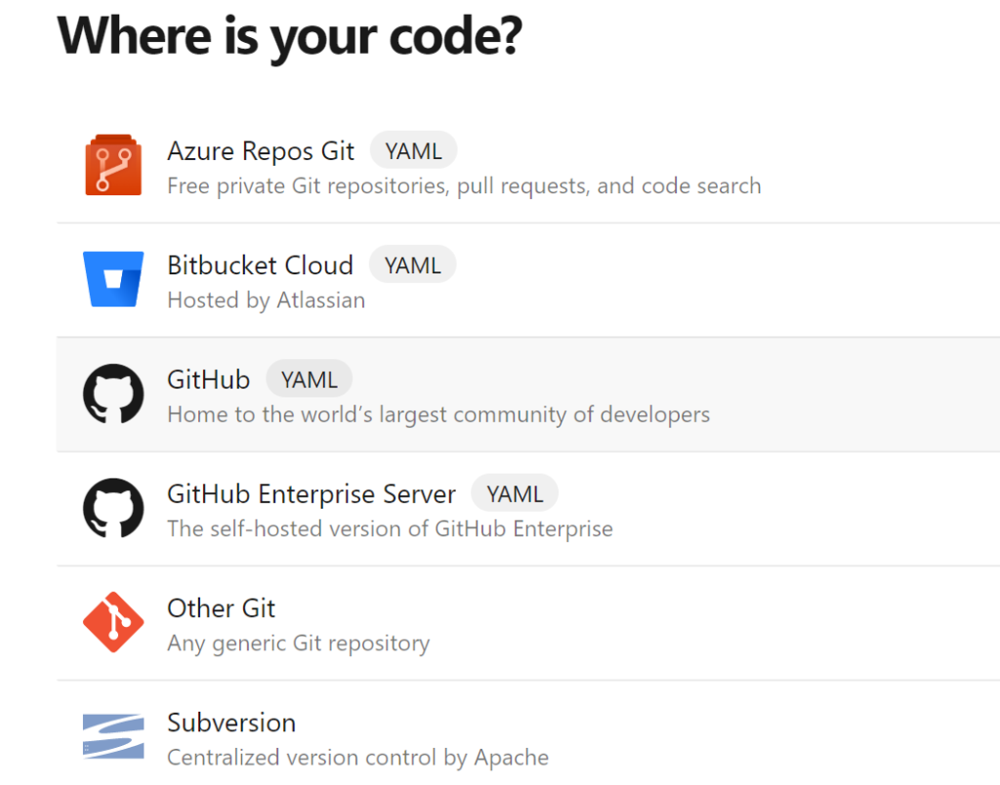 Where is your code?
Azure Repos Git YAML
Free private Git repositories, pull requests, and code search
Bitbucket Cloud YAML
Hosted by Atlassian
GitHub YAML
Home to the world’s largest community of developers
GitHub Enterprise Server YAML
The self-hosted version of GitHub Enterprise
Other Git
Any generic Git repository
Subversion
Centralized version control by Apache